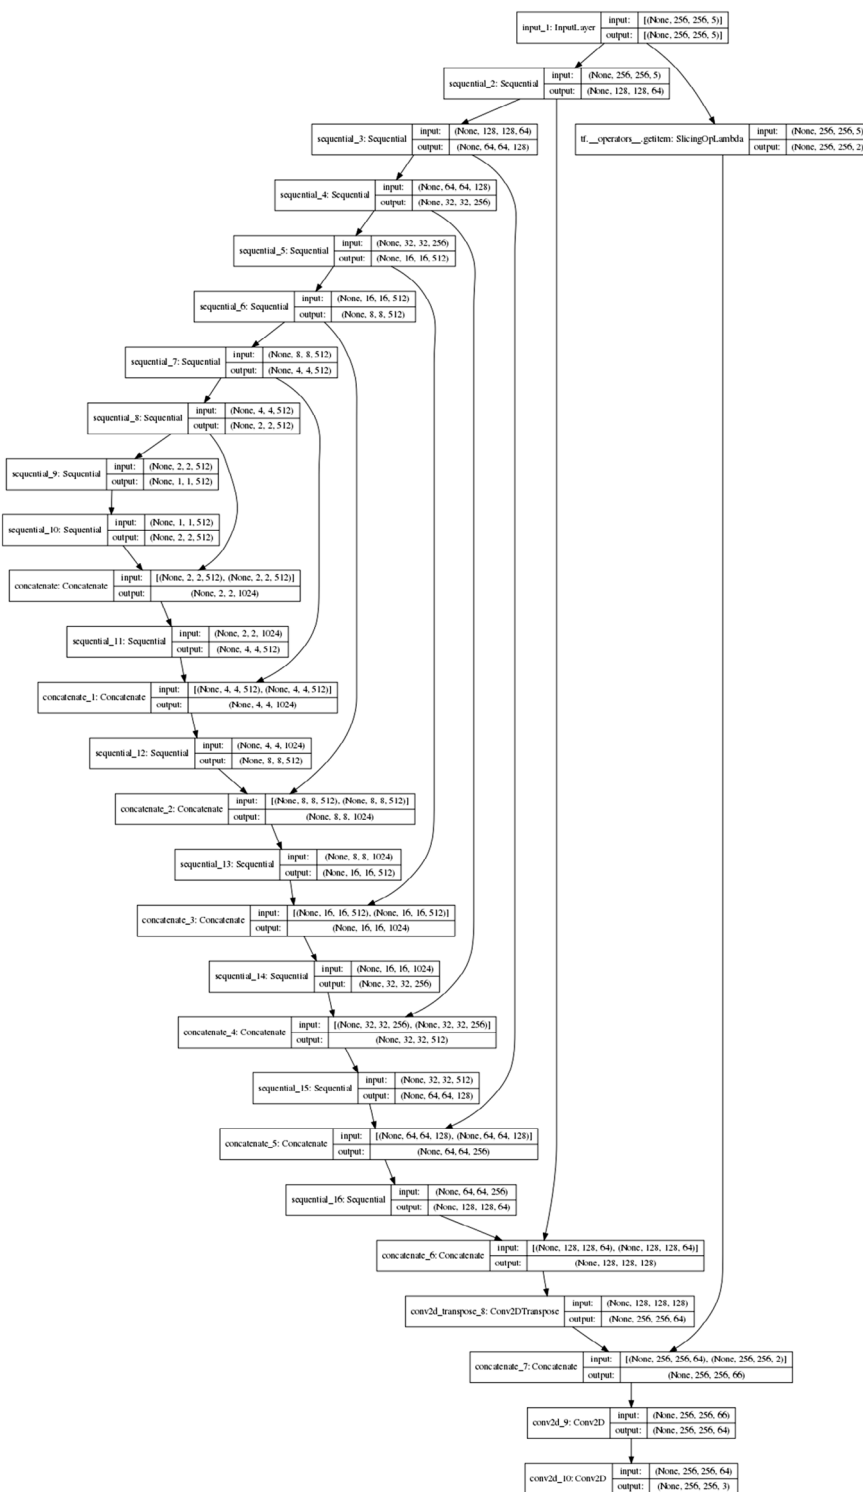 input_1: InputLayer
input: [(None, 256, 256, 5)]
output: [(None, 256, 256, 5)]
sequential_2: Sequential
input: (None, 256, 256, 5)
output: (None, 128, 128, 64)
sequential_3: Sequential
input: (None, 128, 128, 64)
output: (None, 64, 64, 128)
tf.__operators__.getitem: SlicingOpLambda
input: (None, 256, 256, 5)
output: (None, 256, 256, 2)
sequential_4: Sequential
input: (None, 64, 64, 128)
output: (None, 32, 32, 256)
sequential_5: Sequential
input: (None, 32, 32, 256)
output: (None, 16, 16, 512)
sequential_6: Sequential
input: (None, 16, 16, 512)
output: (None, 8, 8, 512)
sequential_7: Sequential
input: (None, 8, 8, 512)
output: (None, 4, 4, 512)
sequential_8: Sequential
input: (None, 4, 4, 512)
output: (None, 2, 2, 512)
sequential_9: Sequential
input: (None, 2, 2, 512)
output: (None, 1, 1, 512)
sequential_10: Sequential
input: (None, 1, 1, 512)
output: (None, 2, 2, 512)
concatenate: Concatenate
input: [(None, 2, 2, 512), (None, 2, 2, 512)]
output: (None, 2, 2, 1024)
sequential_11: Sequential
input: (None, 2, 2, 1024)
output: (None, 4, 4, 512)
concatenate_1: Concatenate
input: [(None, 4, 4, 512), (None, 4, 4, 512)]
output: (None, 4, 4, 1024)
sequential_12: Sequential
input: (None, 4, 4, 1024)
output: (None, 8, 8, 512)
concatenate_2: Concatenate
input: [(None, 8, 8, 512), (None, 8, 8, 512)]
output: (None, 8, 8, 1024)
sequential_13: Sequential
input: (None, 8, 8, 1024)
output: (None, 16, 16, 512)
concatenate_3: Concatenate
input: [(None, 16, 16, 512), (None, 16, 16, 512)]
output: (None, 16, 16, 1024)
sequential_14: Sequential
input: (None, 16, 16, 1024)
output: (None, 32, 32, 256)
concatenate_4: Concatenate
input: [(None, 32, 32, 256), (None, 32, 32, 256)]
output: (None, 32, 32, 512)
sequential_15: Sequential
input: (None, 32, 32, 512)
output: (None, 64, 64, 128)
concatenate_5: Concatenate
input: [(None, 64, 64, 128), (None, 64, 64, 128)]
output: (None, 64, 64, 256)
sequential_16: Sequential
input: (None, 64, 64, 256)
output: (None, 128, 128, 64)
concatenate_6: Concatenate
input: [(None, 128, 128, 64), (None, 128, 128, 64)]
output: (None, 128, 128, 128)
conv2d_transpose_8: Conv2DTranspose
input: (None, 128, 128, 128)
output: (None, 256, 256, 64)
concatenate_7: Concatenate
input: [(None, 256, 256, 64), (None, 256, 256, 2)]
output: (None, 256, 256, 66)
conv2d_9: Conv2D
input: (None, 256, 256, 66)
output: (None, 256, 256, 64)
conv2d_10: Conv2D
input: (None, 256, 256, 64)
output: (None, 256, 256, 3)